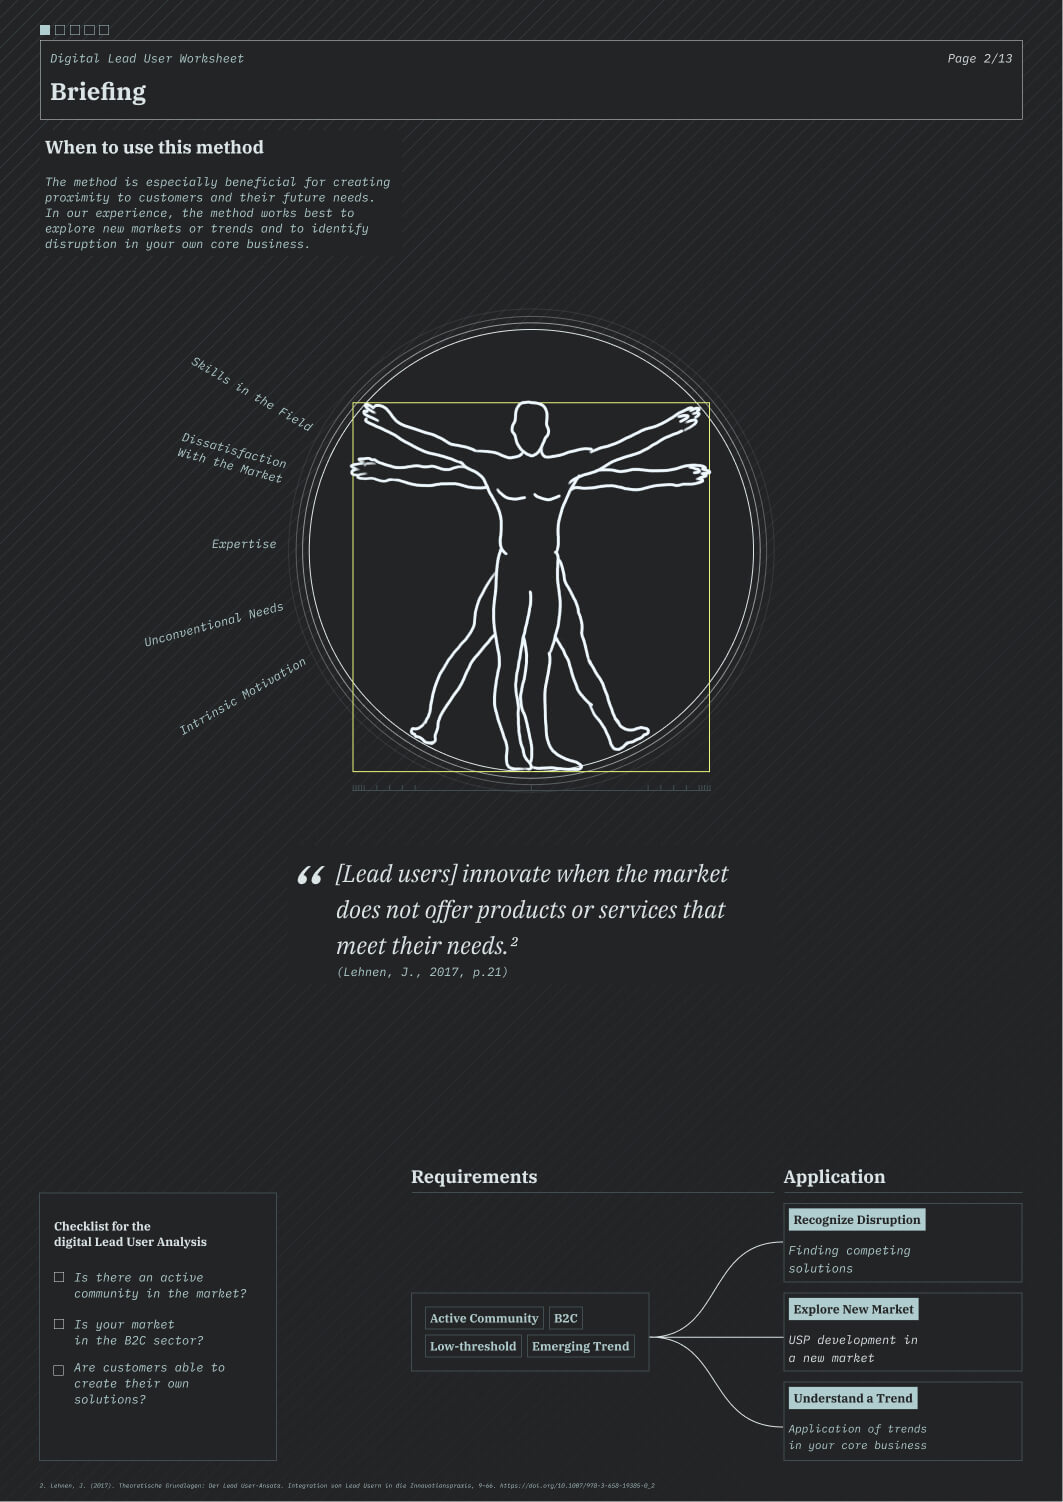 Digital Lead User Worksheet
Page 2/13
Briefing
When to use this method
The method is especially beneficial for creating
proximity to customers and their future needs.
In our experience, the method works best to
explore new markets or trends and to identify
disruption in your own core business.
Skills in the Field
Dissatisfaction
With the Market
Expertise
Unconventional Needs
Intrinsic Motivation
“ [Lead users] innovate when the market
does not offer products or services that
meet their needs.²
(Lehnen, J., 2017, p.21)
Checklist for the
digital Lead User Analysis
Is there an active
community in the market?
Is your market
in the B2C sector?
Are customers able to
create their own
solutions?
Requirements
Active Community B2C
Low-threshold Emerging Trend
Application
Recognize Disruption
Finding competing
solutions
Explore New Market
USP development in
a new market
Understand a Trend
Application of trends
in your core business
2. Lehnen, J. (2017). Theoretische Grundlagen: Der Lead User-Ansatz. Integration von Lead Usern in die Innovationspraxis, 9–66. https://doi.org/10.1007/978-3-658-19385-0_2